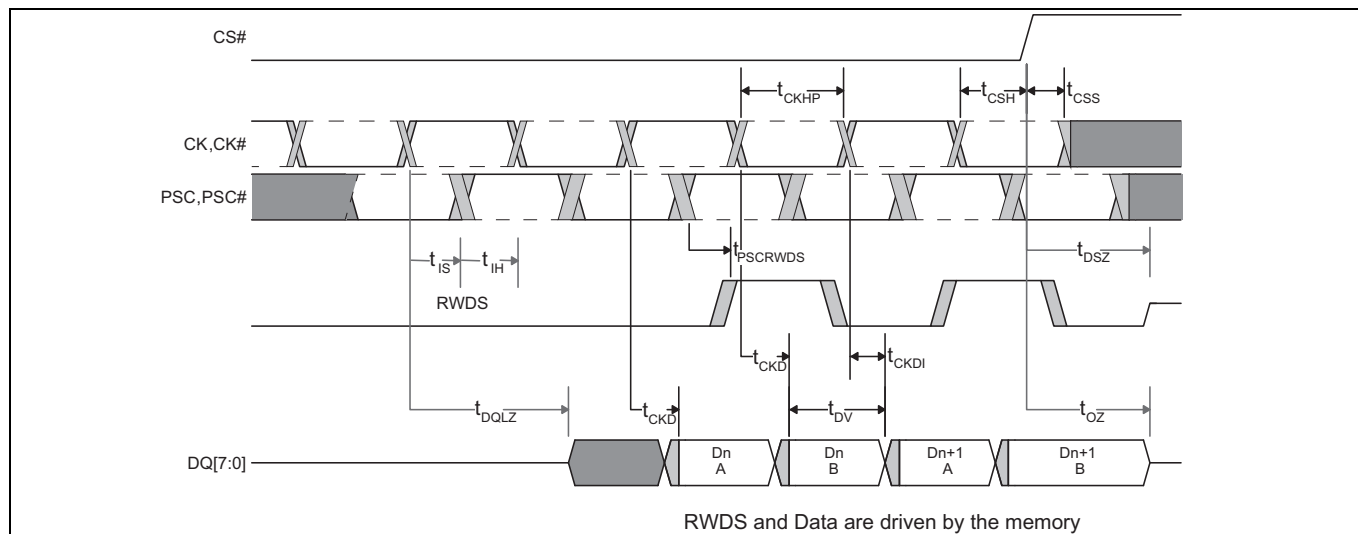 CS#
tCKHP
tCSH
tCSS
CK,CK#
PSC,PSC#
tIS
tIH
tPSCRWDS
tDSZ
RWDS
tCKD
tCKDI
tDQLZ
tCKD
tDV
tOZ
DQ[7:0]
Dn
A
Dn
B
Dn+1
A
Dn+1
B
RWDS and Data are driven by the memory